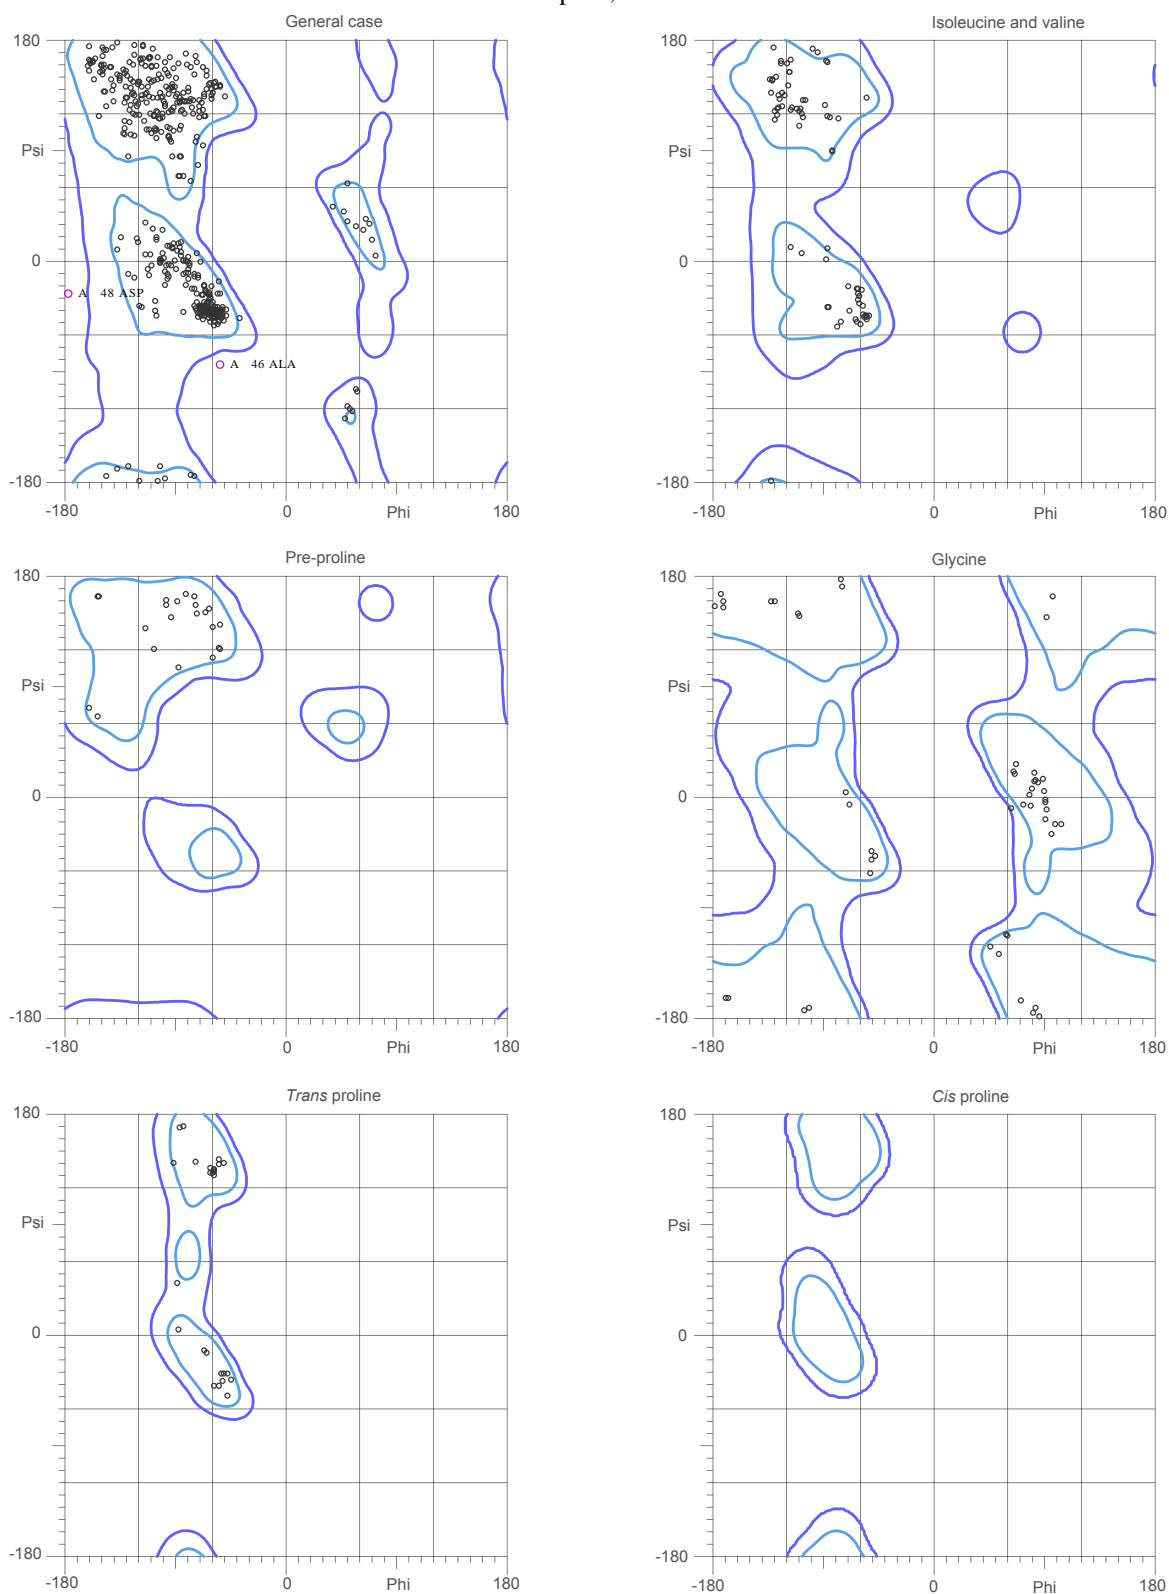 General case
Isoleucine and valine
180
180
Psi
Psi
0
0
A 48 ASP
A 46 ALA
-180
-180
-180
0
Phi
180
-180
0
Phi
180
Pre-proline
Glycine
180
180
Psi
Psi
0
0
-180
-180
-180
0
Phi
180
-180
0
Phi
180
Trans proline
Cis proline
180
180
Psi
Psi
0
0
-180
-180
-180
0
Phi
180
-180
0
Phi
180